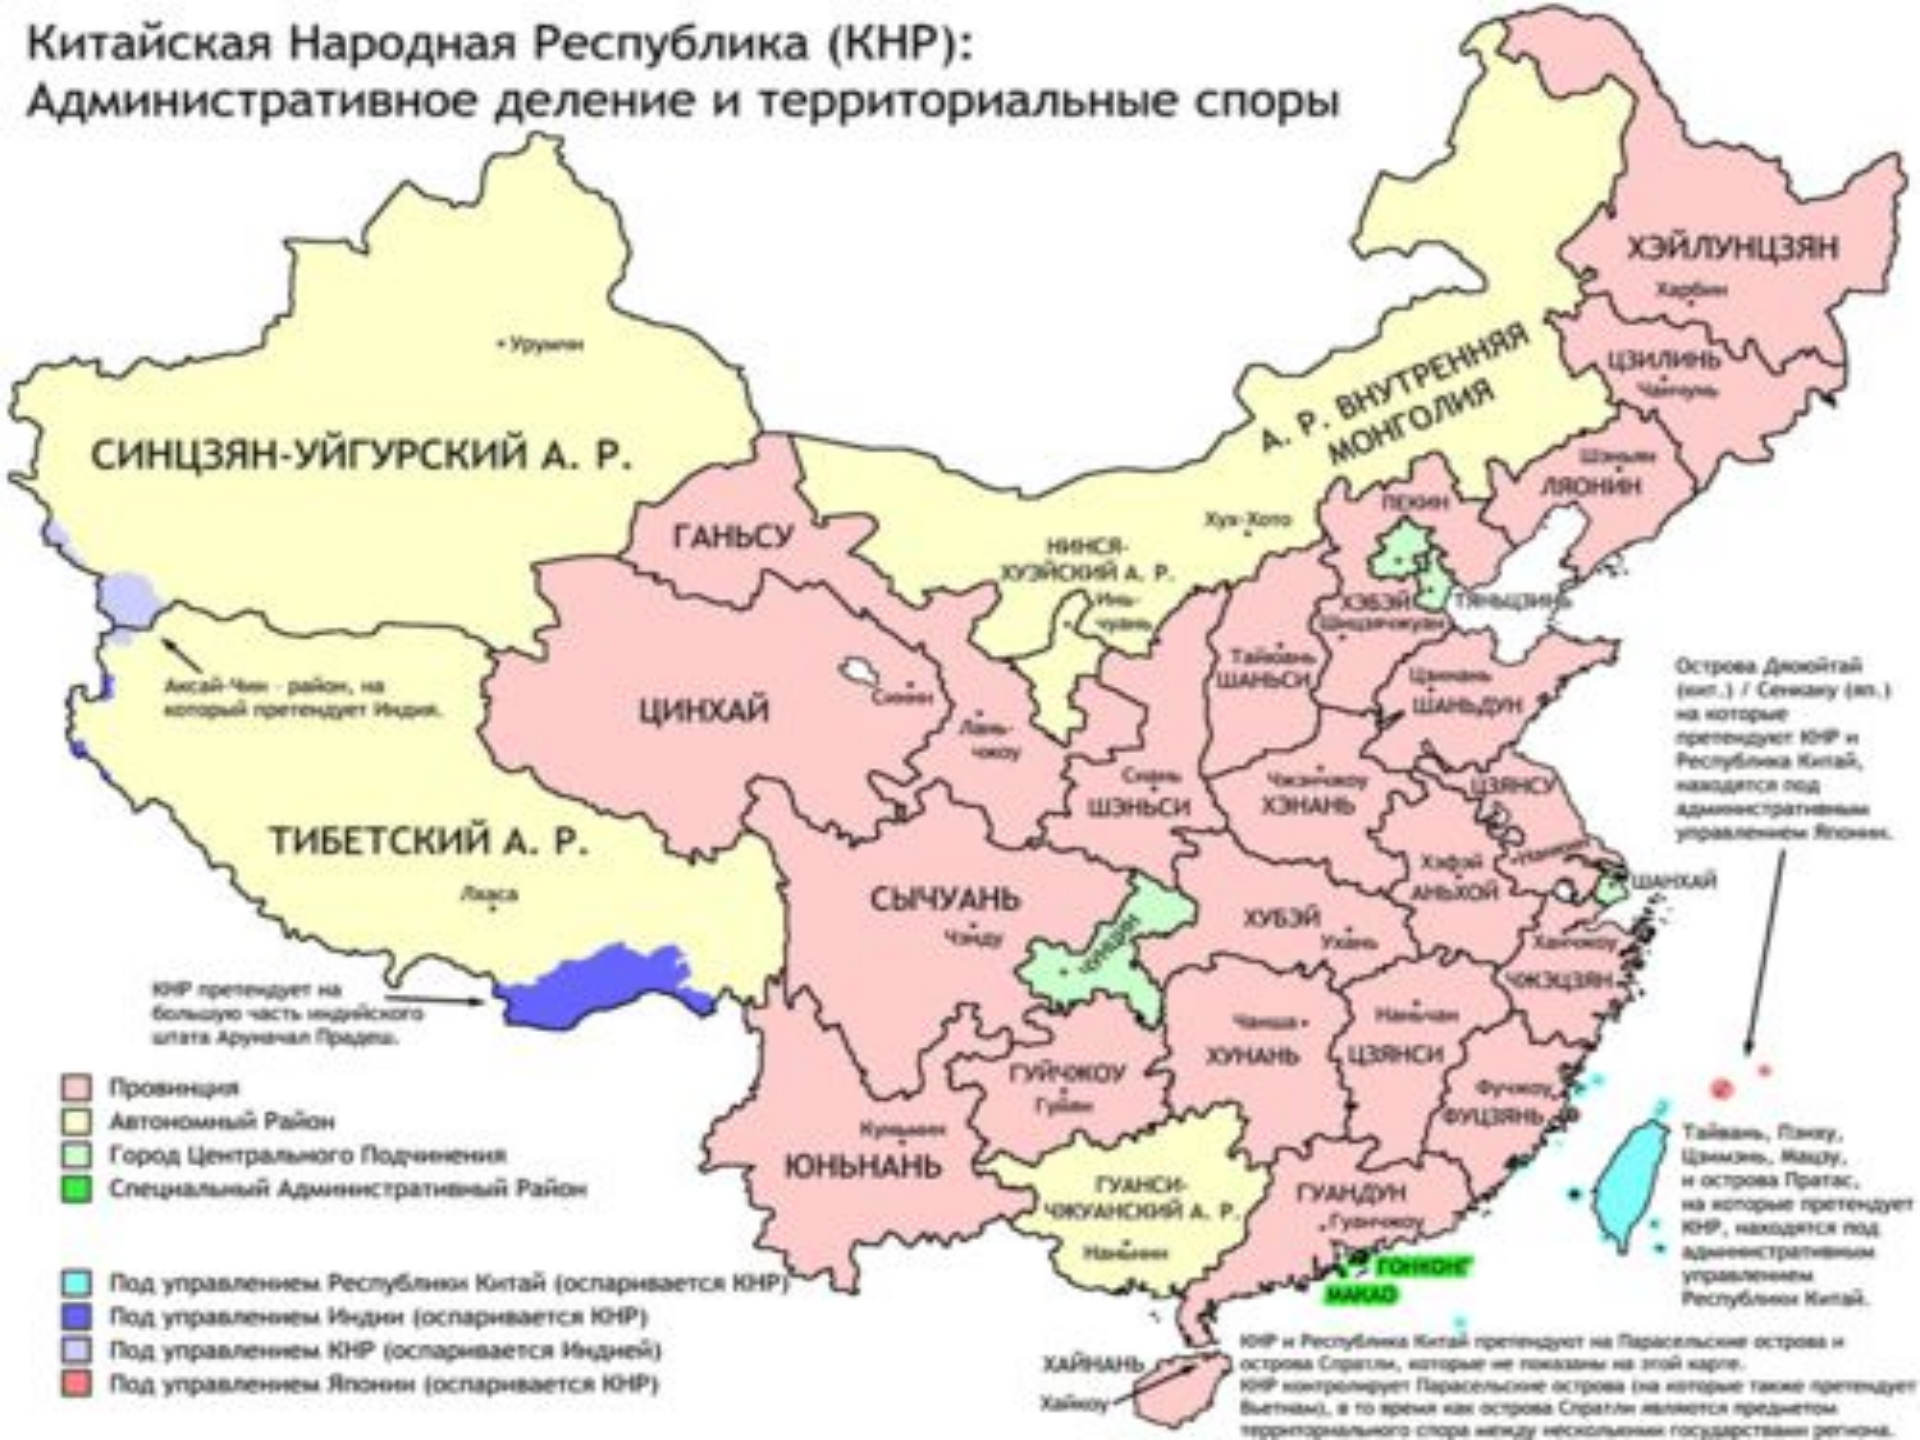 Китайская Народная Республика (КНР):
Административное деление и территориальные споры
ХЭЙЛУНЦЗЯН
Харбин
ЦЗИЛИНЬ
Чанчунь
А. Р. ВНУТРЕННЯЯ
МОНГОЛИЯ
Урумчи
СИНЦЗЯН-УЙГУРСКИЙ А. Р.
Шэньян
ЛЯОНИН
ПЕКИН
ГАНЬСУ
Хух-Хото
НИНСЯ-
ХУЭЙСКИЙ А. Р.
Инь-
чуань
ХЭБЭЙ
ТЯНЬЦЗИНЬ
Шицзячжуан
Тайюань
ШАНЬСИ
Цзинань
ШАНЬДУН
Аксай-Чин - район, на
который претендует Индия.
ЦИНХАЙ
Синин
Лань-
чжоу
Острова Дяоюйтай
(кит.) / Сенкаку (яп.)
на которые
претендуют КНР и
Республика Китай,
находятся под
административным
управлением Японии.
Сиань
ШЭНЬСИ
Чжэнчжоу
ХЭНАНЬ
ЦЗЯНСУ
Нанкин
ТИБЕТСКИЙ А. Р.
Лхаса
Хэфэй
АНЬХОЙ
ШАНХАЙ
СЫЧУАНЬ
Чэнду
ЧУНЦИН
ХУБЭЙ
Ухань
Ханчжоу
ЧЖЭЦЗЯН
КНР претендует на
большую часть индийского
штата Аруначал Прадеш.
Чанша
ХУНАНЬ
Наньчан
ЦЗЯНСИ
ГУЙЧЖОУ
Гуйян
Фучжоу
ФУЦЗЯНЬ
Куньмин
ЮНЬНАНЬ
Провинция
Автономный Район
Город Центрального Подчинения
Специальный Административный Район
Тайвань, Пэнху,
Цзиньмэнь, Мацзу,
и острова Пратас,
на которые претендует
КНР, находятся под
административным
управлением
Республики Китай.
ГУАНСИ-
ЧЖУАНСКИЙ А. Р.
Наньнин
ГУАНДУН
Гуанчжоу
ГОНКОНГ
МАКАО
Под управлением Республики Китай (оспаривается КНР)
Под управлением Индии (оспаривается КНР)
Под управлением КНР (оспаривается Индией)
Под управлением Японии (оспаривается КНР)
ХАЙНАНЬ
Хайкоу
КНР и Республика Китай претендуют на Парасельские острова и
острова Спратли, которые не показаны на этой карте.
КНР контролирует Парасельские острова (на которые также претендует
Вьетнам), в то время как острова Спратли являются предметом
территориального спора между несколькими государствами региона.